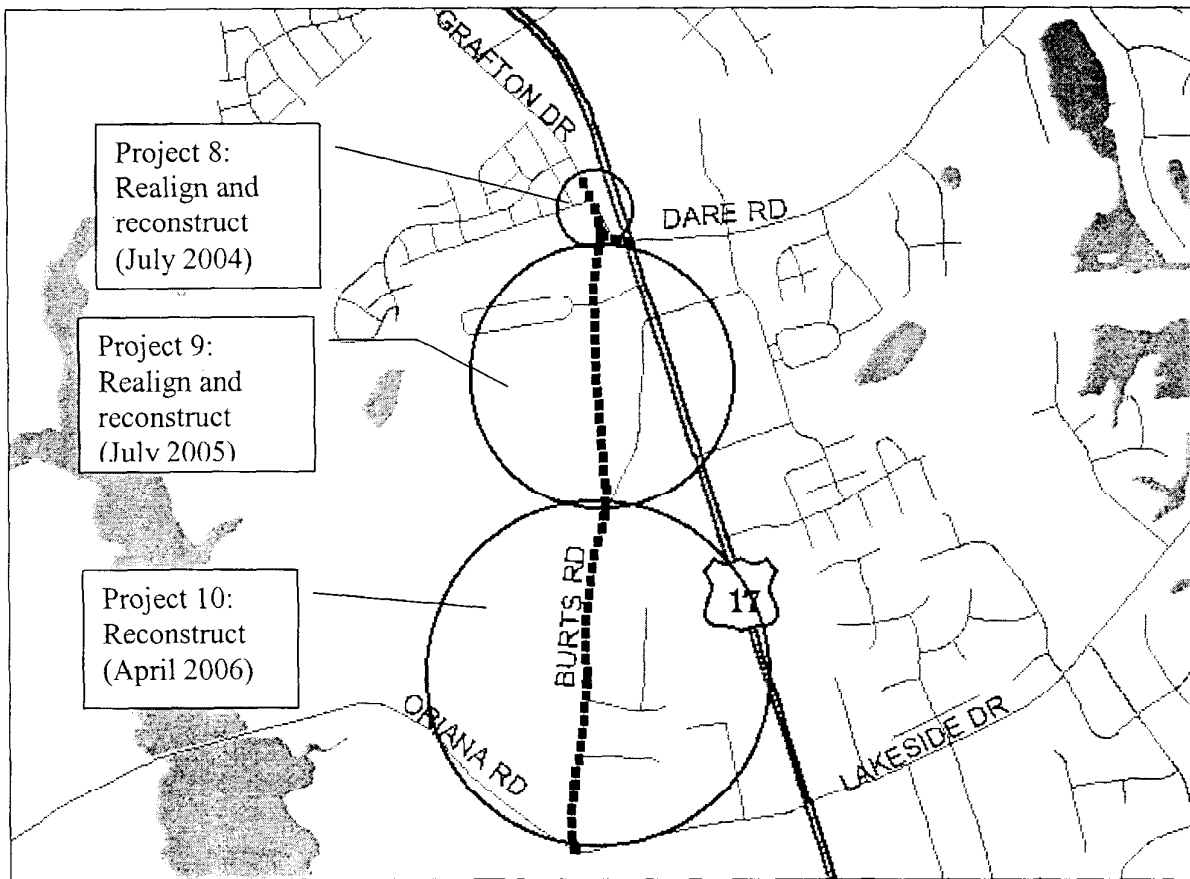 GRAFTON DR
Project 8:
Realign and
reconstruct
(July 2004)
DARE RD
Project 9:
Realign and
reconstruct
(July 2005)
BURTS RD
17
Project 10:
Reconstruct
(April 2006)
ORIANA RD
LAKESIDE DR